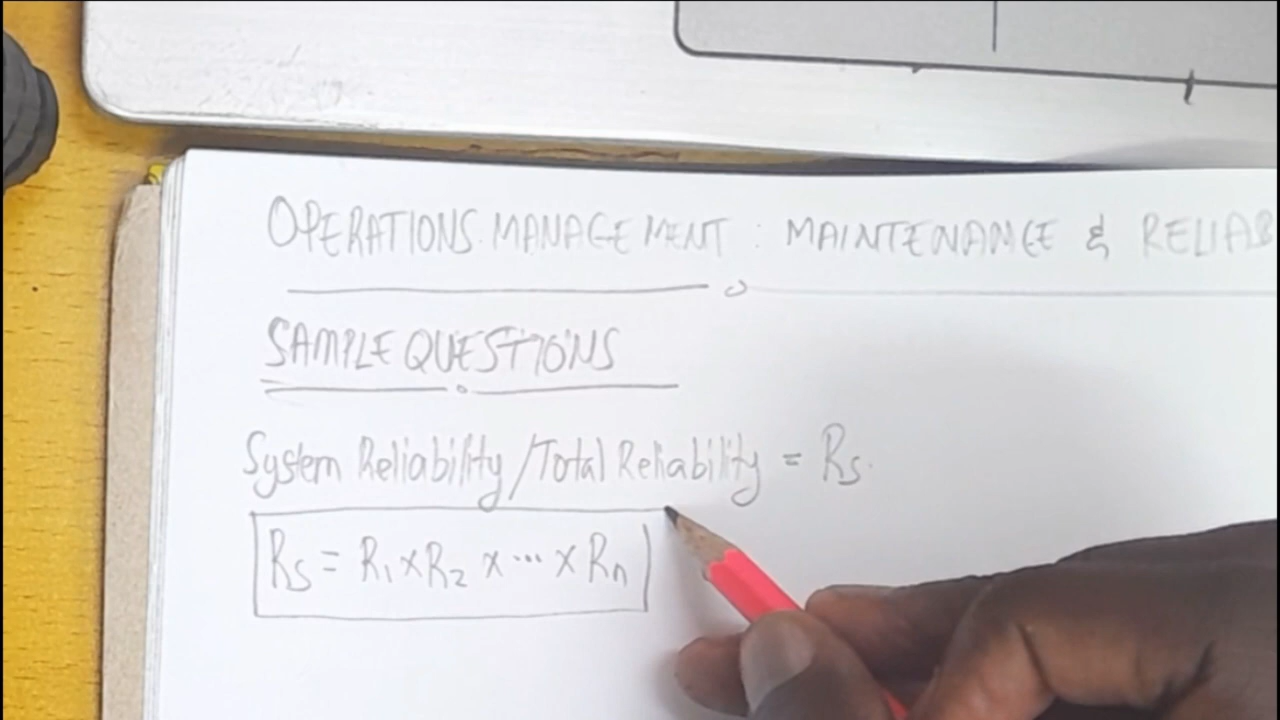 OPERATIONS MANAGEMENT : MAINTENANCE & RELIAB
SAMPLE QUESTIONS
System Reliability/Total Reliability = Rs.
Rs = R₁ x R₂ x ... x Rn